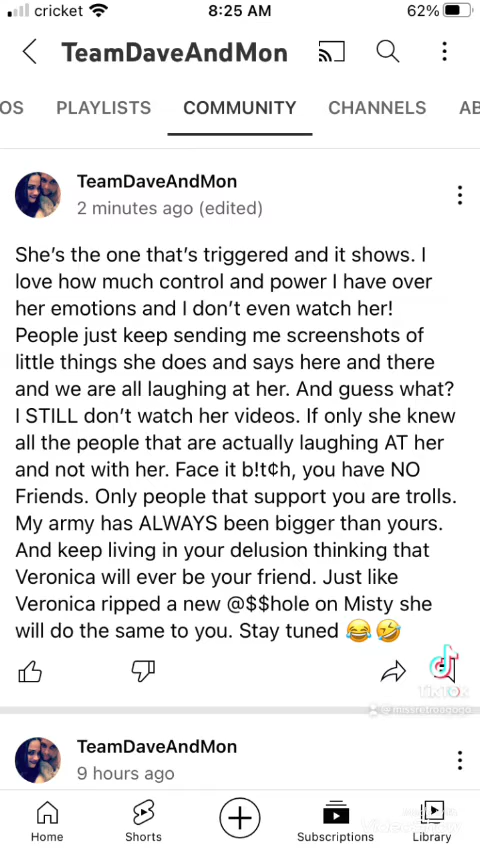 cricket
8:25 AM
62%
TeamDaveAndMon
OS PLAYLISTS COMMUNITY CHANNELS AB
TeamDaveAndMon
2 minutes ago (edited)
She's the one that's triggered and it shows. I
love how much control and power I have over
her emotions and I don't even watch her!
People just keep sending me screenshots of
little things she does and says here and there
and we are all laughing at her. And guess what?
I STILL don't watch her videos. If only she knew
all the people that are actually laughing AT her
and not with her. Face it b!t¢h, you have NO
Friends. Only people that support you are trolls.
My army has ALWAYS been bigger than yours.
And keep living in your delusion thinking that
Veronica will ever be your friend. Just like
Veronica ripped a new @$$hole on Misty she
will do the same to you. Stay tuned 😂🤣
TikTok
TeamDaveAndMon
9 hours ago
Home Shorts Subscriptions Library